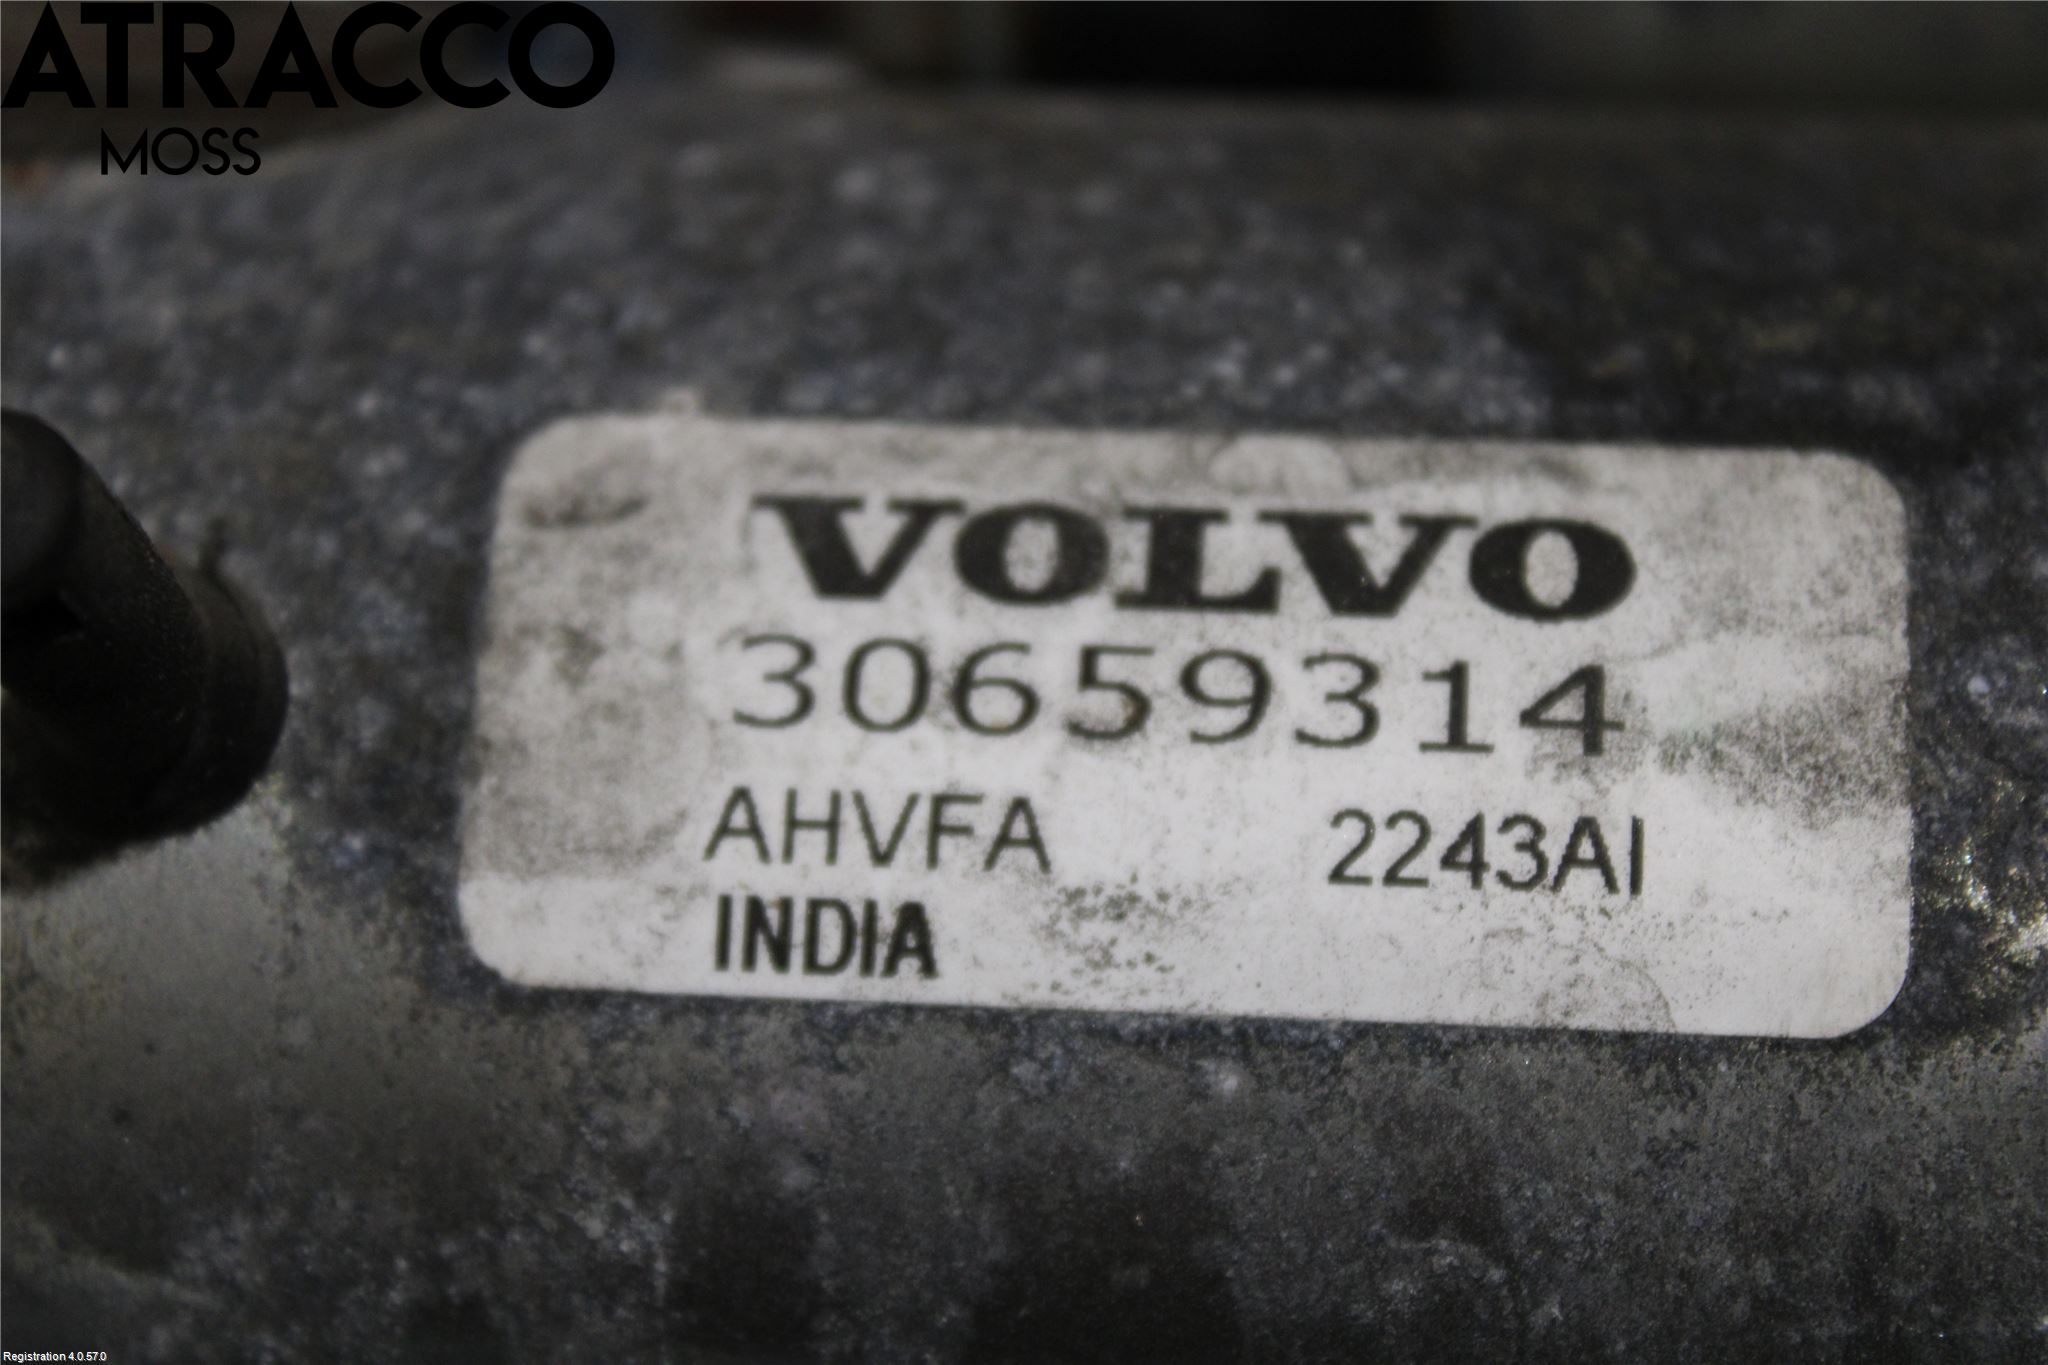 ATRACCO
MOSS
VOLVO
30659314
AHVFA 2243AI
INDIA
Registration 4.0.57.0